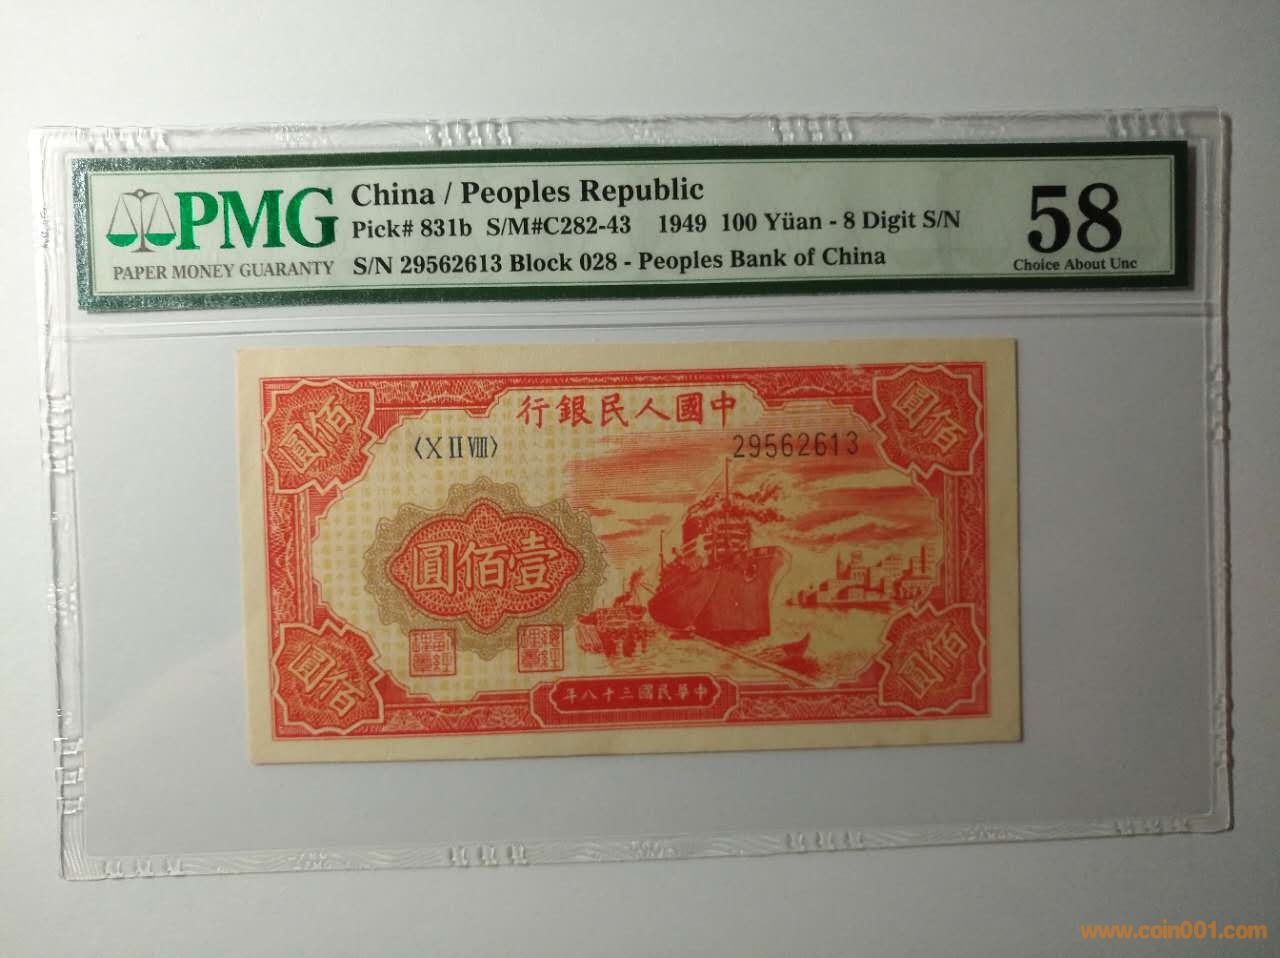 PMG
PAPER MONEY GUARANTY
China / Peoples Republic
Pick# 831b S/M#C282-43 1949 100 Yüan - 8 Digit S/N
S/N 29562613 Block 028 - Peoples Bank of China
58
Choice About Unc
行銀民人國中
〈X II VIII〉
29562613
圓佰
圓佰
圓佰壹
圓佰
圓佰
年八十三國民華中
www.coin001.com